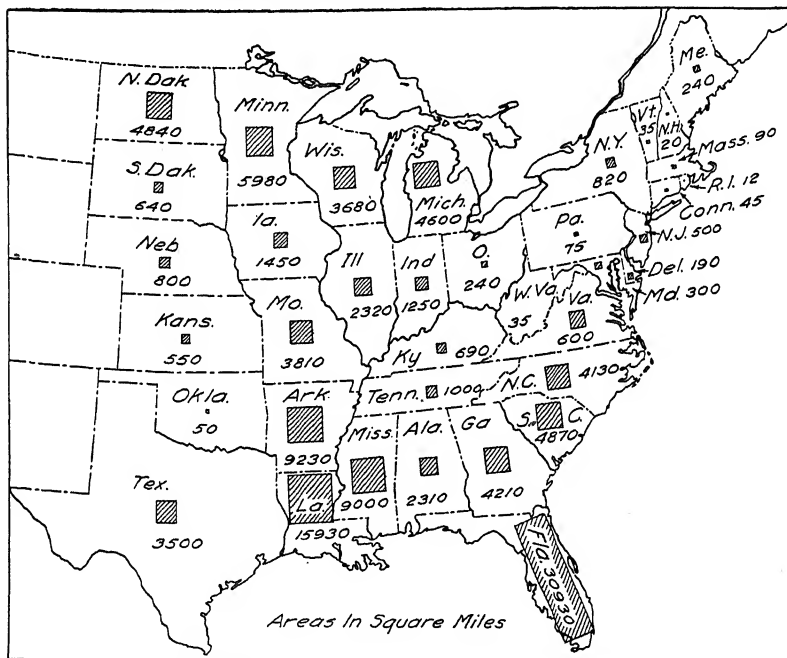 N. Dak
4840
S. Dak.
640
Neb
800
Kans.
550
Okla.
50
Tex.
3500
Minn.
5980
Ia.
1450
Mo.
3810
Ark.
9230
La.
15930
Wis.
3680
Ill
2320
Mich.
4600
Ind
1250
O.
240
Ky 690
Tenn. 1000
Miss.
9000
Ala.
2310
Ga
4210
Fla 30930
S. C.
4870
N.C. 4130
W. Va.
35
Va.
600
Pa.
75
N.Y.
820
Vt.
35
N.H.
20
Me.
240
Mass. 90
R.I. 12
Conn. 45
N.J. 500
Del. 190
Md. 300
Areas In Square Miles